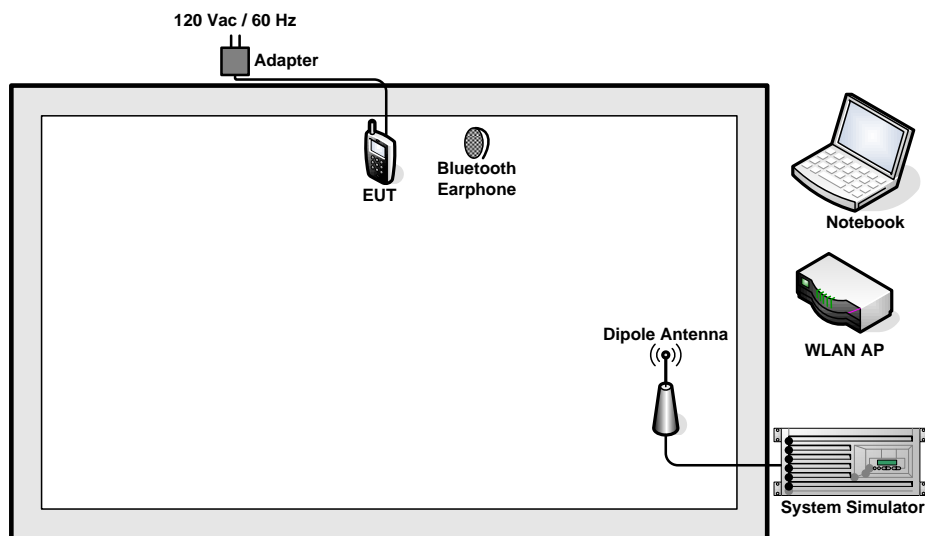 120 Vac / 60 Hz
Adapter
EUT
Bluetooth
Earphone
Notebook
WLAN AP
Dipole Antenna
System Simulator